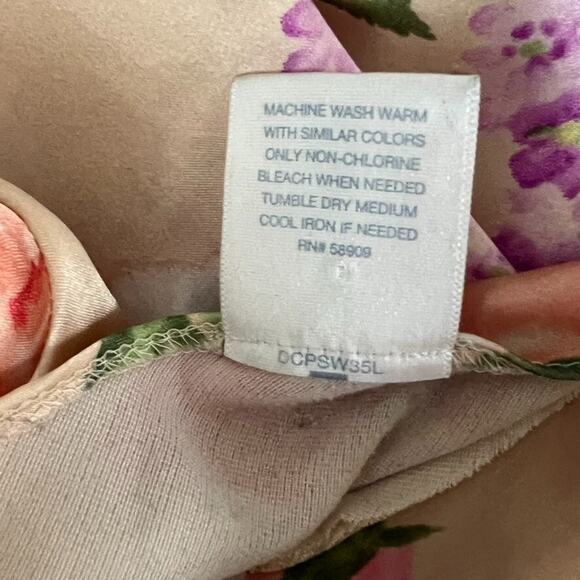 MACHINE WASH WARM
WITH SIMILAR COLORS
ONLY NON-CHLORINE
BLEACH WHEN NEEDED
TUMBLE DRY MEDIUM
COOL IRON IF NEEDED
RN# 58909
DCPSW35L